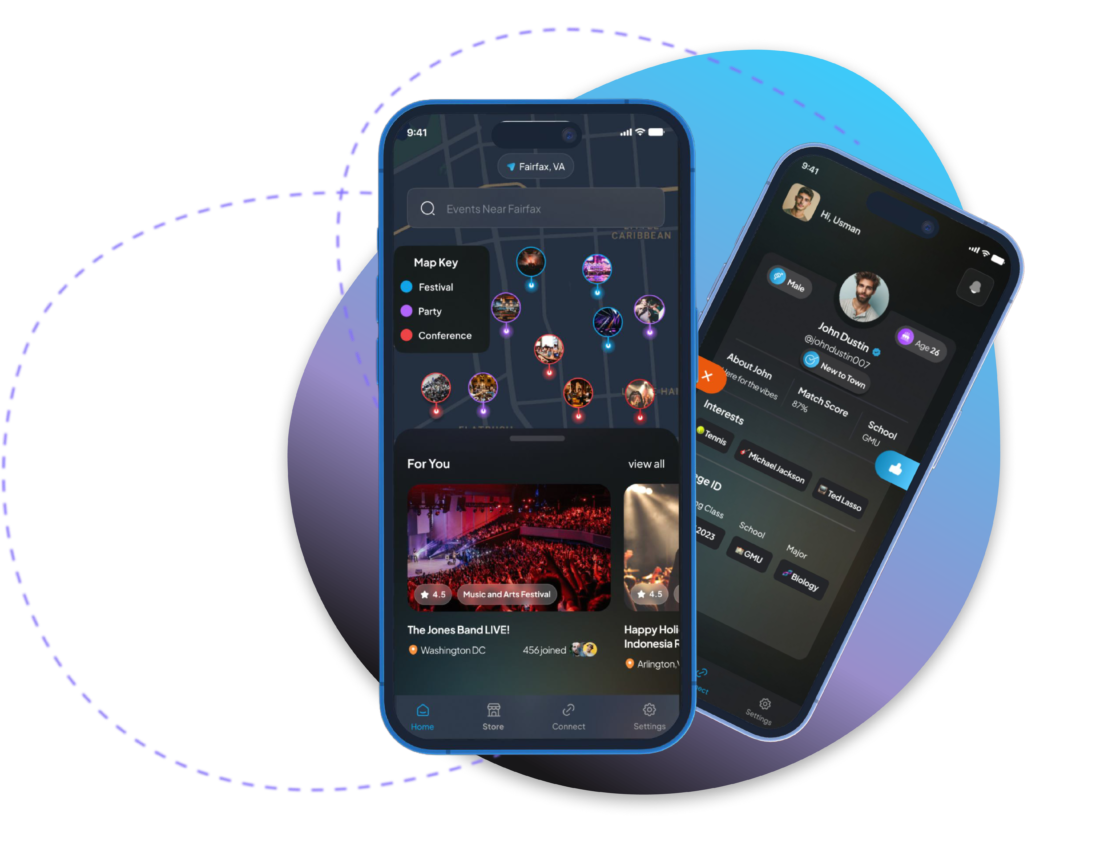 9:41
Fairfax, VA
Events Near Fairfax
CARIBBEAN
Map Key
Festival
Party
Conference
For You
view all
4.5
Music and Arts Festival
4.5
The Jones Band LIVE!
Washington DC
456 joined
Happy Holi
Indonesia R
Arlington,
Home
Store
Connect
Settings
9:41
Hi, Usman
Male
John Dustin
@johndustin007
Age 26
New to Town
About John
ere for the vibes
Match Score
87%
School
GMU
Interests
Tennis
Michael Jackson
Ted Lasso
ge ID
ng Class
2023
School
GMU
Major
Biology
ect
Settings